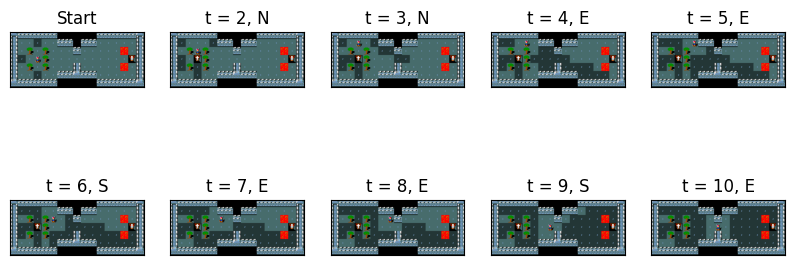 Start
t = 2, N
t = 3, N
t = 4, E
t = 5, E
t = 6, S
t = 7, E
t = 8, E
t = 9, S
t = 10, E